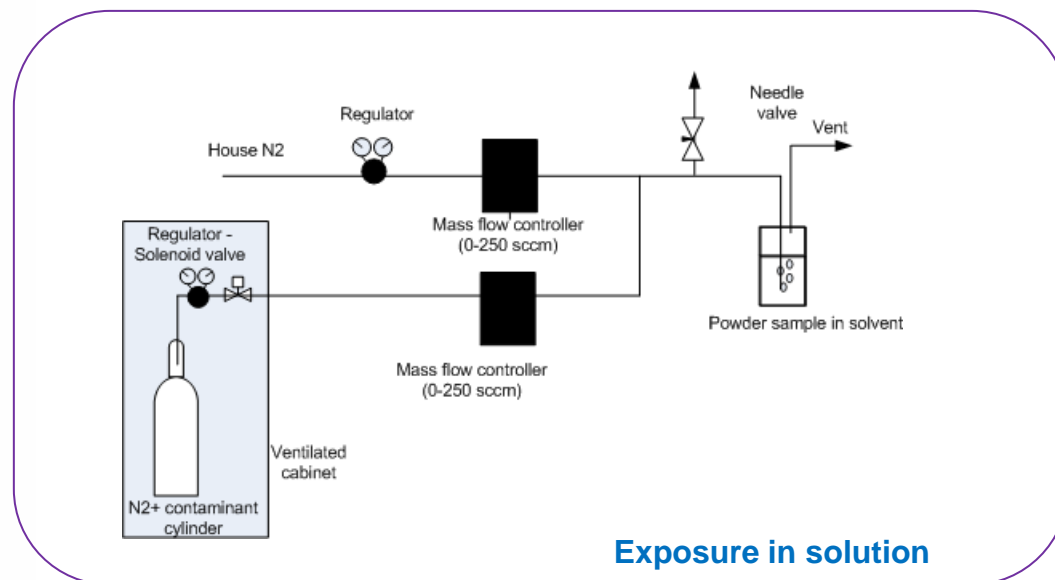 Needle
valve
Regulator
Vent
House N2
Mass flow controller
(0-250 sccm)
Regulator -
Solenoid valve
Powder sample in solvent
Mass flow controller
(0-250 sccm)
Ventilated
cabinet
N2+ contaminant
cylinder
Exposure in solution